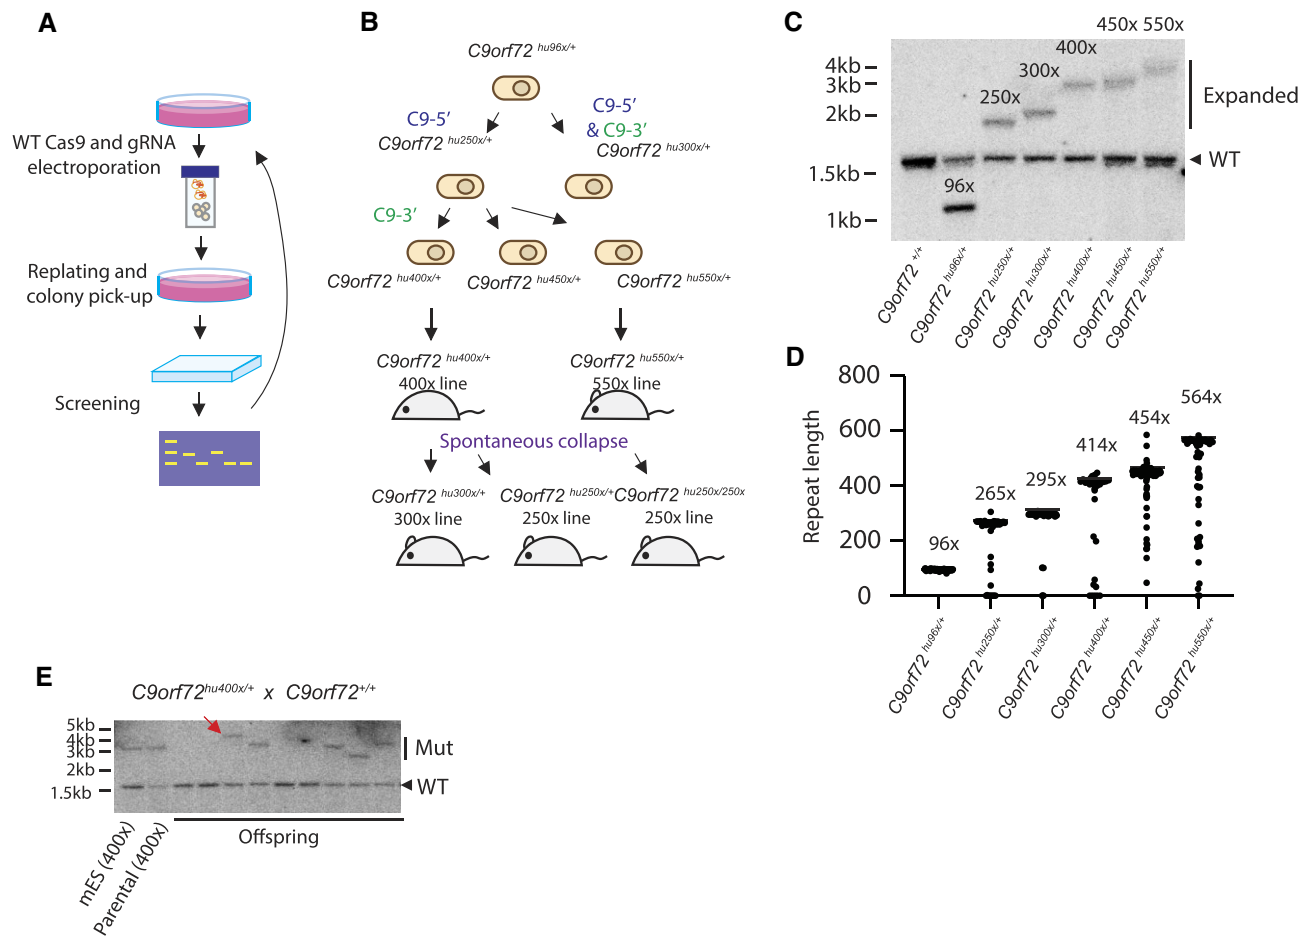 A
WT Cas9 and gRNA
electroporation
Replating and
colony pick-up
Screening
B
C9orf72 hu96x/+
C9-5’
C9orf72 hu250x/+
C9-5’
& C9-3’
C9orf72 hu300x/+
C9-3’
C9orf72 hu400x/+
C9orf72 hu450x/+
C9orf72 hu550x/+
C9orf72 hu400x/+
400x line
C9orf72 hu550x/+
550x line
Spontaneous collapse
C9orf72 hu300x/+
300x line
C9orf72 hu250x/+
250x line
C9orf72 hu250x/250x
250x line
C
4kb
3kb
2kb
1.5kb
1kb
96x
250x
300x
400x
450x
550x
Expanded
WT
C9orf72 +/+
C9orf72 hu96x/+
C9orf72 hu250x/+
C9orf72 hu300x/+
C9orf72 hu400x/+
C9orf72 hu450x/+
C9orf72 hu550x/+
D
Repeat length
800
600
400
200
0
96x
265x
295x
414x
454x
564x
C9orf72 hu96x/+
C9orf72 hu250x/+
C9orf72 hu300x/+
C9orf72 hu400x/+
C9orf72 hu450x/+
C9orf72 hu550x/+
E
C9orf72hu400x/+ x C9orf72+/+
5kb
4kb
3kb
2kb
1.5kb
Mut
WT
mES (400x)
Parental (400x)
Offspring